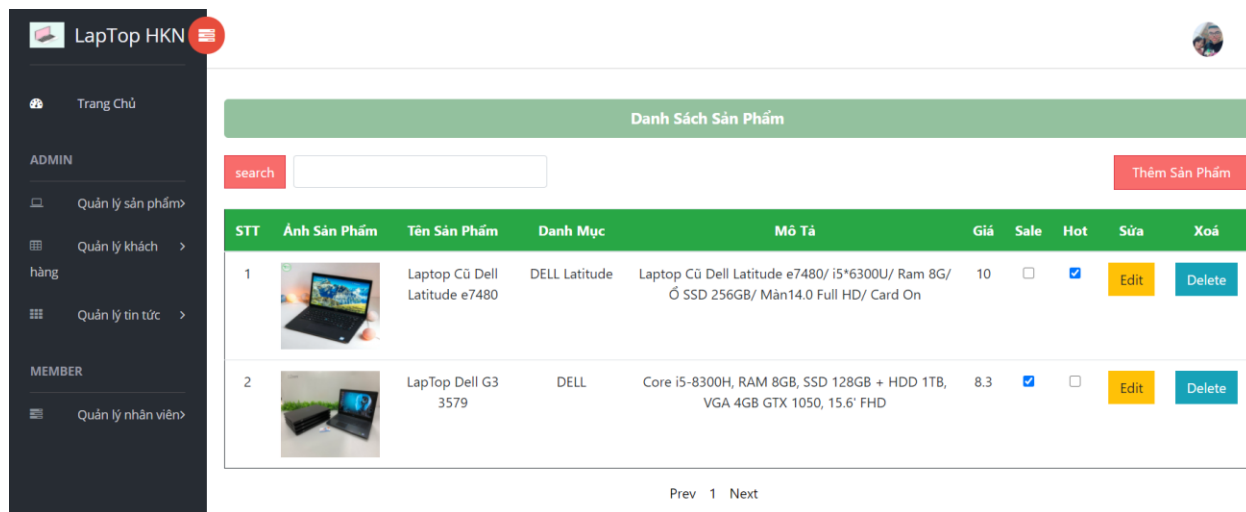 LapTop HKN
Trang Chủ
ADMIN
Quản lý sản phẩm
Quản lý khách
hàng
Quản lý tin tức
MEMBER
Quản lý nhân viên
Danh Sách Sản Phẩm
search
Thêm Sản Phẩm
STT Ảnh Sản Phẩm Tên Sản Phẩm Danh Mục Mô Tả Giá Sale Hot Sửa Xoá
1 Laptop Cũ Dell DELL Latitude Laptop Cũ Dell Latitude e7480/ i5*6300U/ Ram 8G/ 10 Edit Delete
Latitude e7480 Ổ SSD 256GB/ Màn14.0 Full HD/ Card On
2 LapTop Dell G3 DELL Core i5-8300H, RAM 8GB, SSD 128GB + HDD 1TB, 8.3 Edit Delete
3579 VGA 4GB GTX 1050, 15.6' FHD
Prev 1 Next